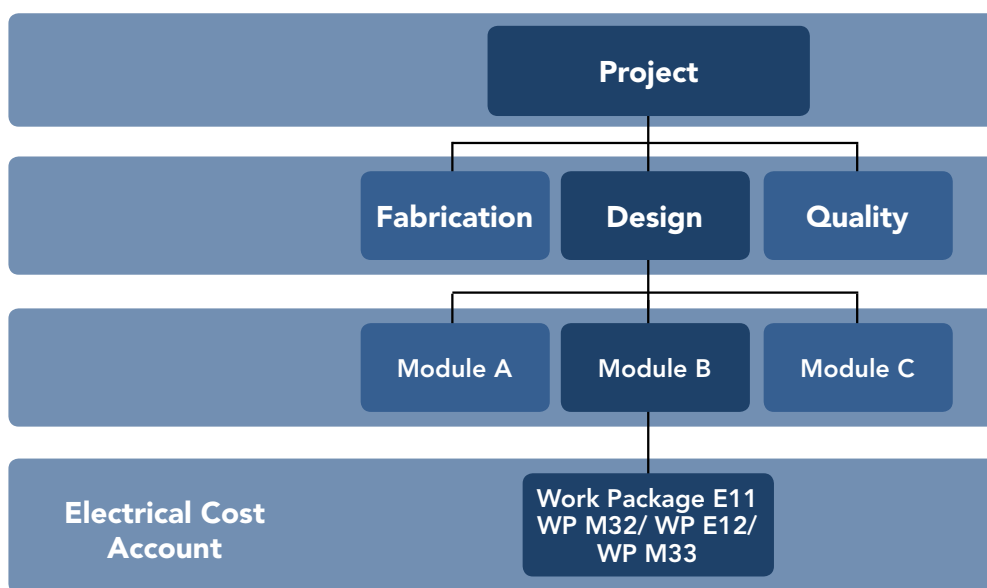 Project
Fabrication
Design
Quality
Module A
Module B
Module C
Electrical Cost
Account
Work Package E11
WP M32/ WP E12/
WP M33